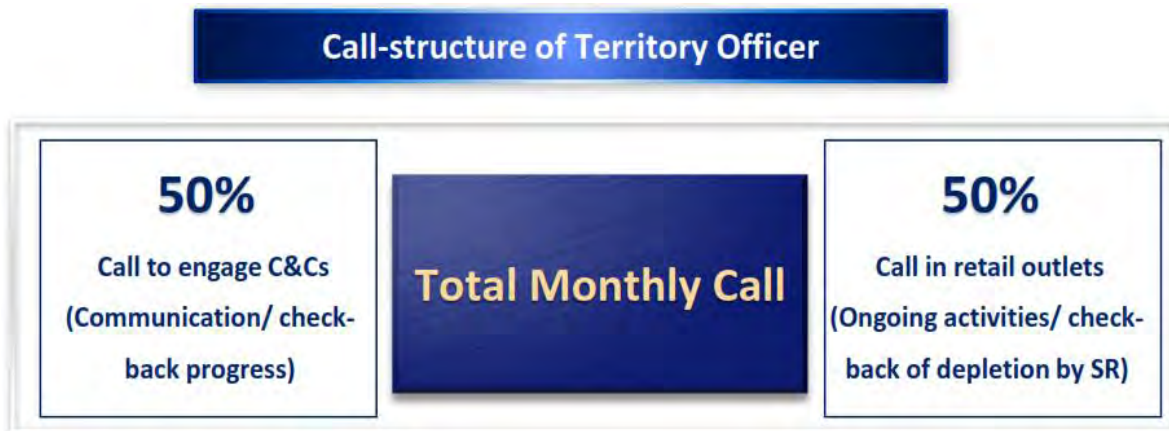 Call-structure of Territory Officer
50%
Call to engage C&Cs
(Communication/ check-
back progress)
Total Monthly Call
50%
Call in retail outlets
(Ongoing activities/ check-
back of depletion by SR)